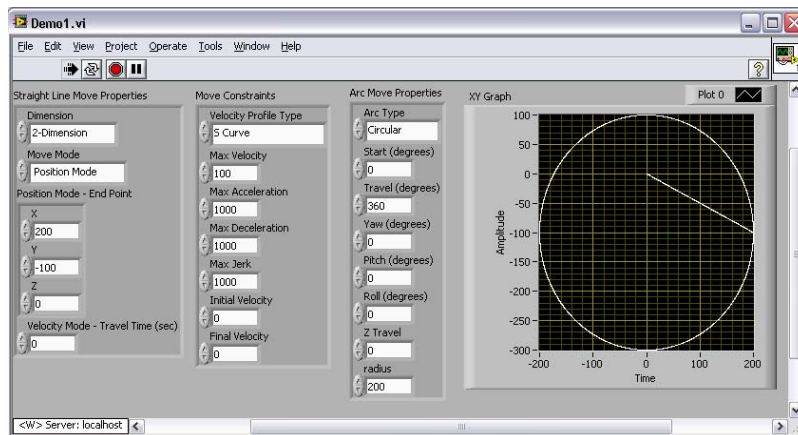 Demo1.vi
File Edit View Project Operate Tools Window Help
Straight Line Move Properties
Dimension
2-Dimension
Move Mode
Position Mode
Position Mode - End Point
X
200
Y
-100
Z
0
Velocity Mode - Travel Time (sec)
0
Move Constraints
Velocity Profile Type
S Curve
Max Velocity
100
Max Acceleration
1000
Max Deceleration
1000
Max Jerk
1000
Initial Velocity
0
Final Velocity
0
Arc Move Properties
Arc Type
Circular
Start (degrees)
0
Travel (degrees)
360
Yaw (degrees)
0
Pitch (degrees)
0
Roll (degrees)
0
Z Travel
0
radius
200
XY Graph
Plot 0
Amplitude
100
50
0
-50
-100
-150
-200
-250
-300
-200 -100 0 100 200
Time
<W> Server: localhost